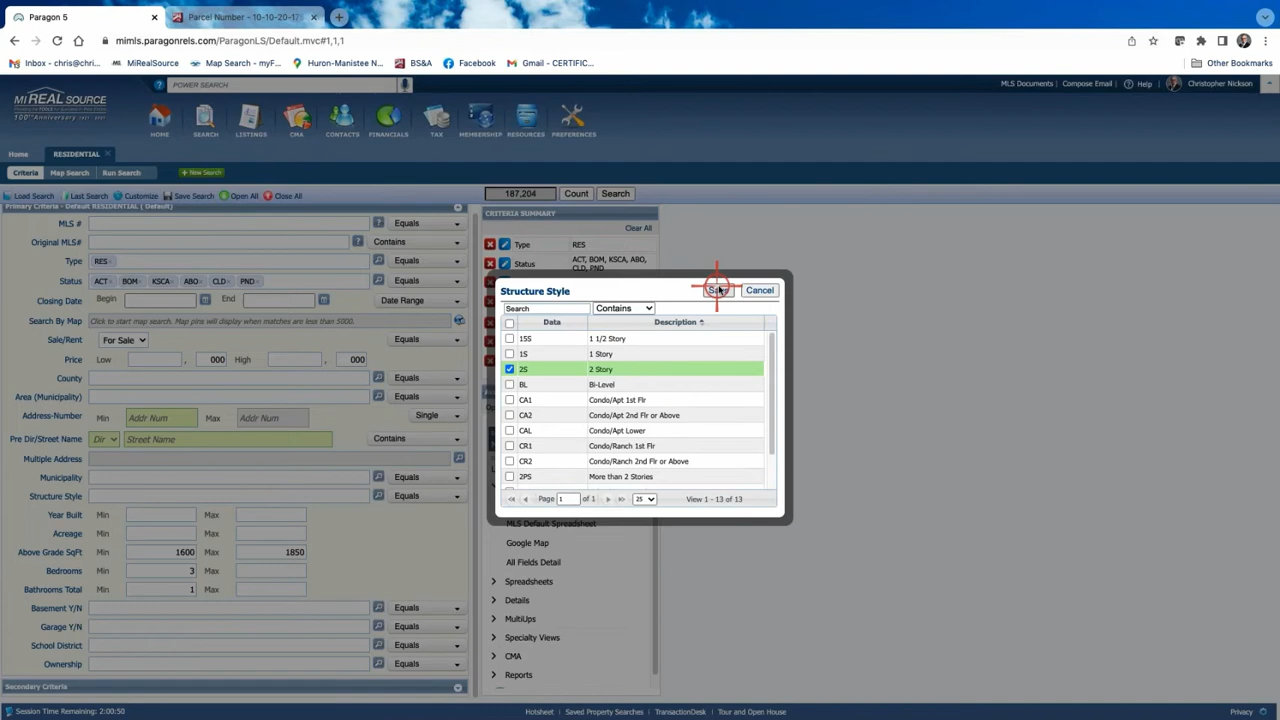 Paragon 5
Parcel Number - 10-10-20-178
mimls.paragonrels.com/ParagonLS/Default.mvc#1,1,1
Inbox - chris@chri...
MiRealSource
Map Search - myF...
Huron-Manistee N...
BS&A
Facebook
Gmail - CERTIFIC...
Other Bookmarks
MiREALSOURCE
POWER SEARCH
MLS Documents
Compose Email
Help
Christopher Nickson
HOME
SEARCH
LISTINGS
CMA
CONTACTS
FINANCIALS
TAX
MEMBERSHIP
RESOURCES
PREFERENCES
Home
RESIDENTIAL
Criteria
Map Search
Run Search
+ New Search
Load Search
Last Search
Customize
Save Search
Open All
Close All
187,204
Count
Search
Primary Criteria - Default RESIDENTIAL ( Default)
MLS #
Equals
Original MLS#
Contains
Type
RES
Equals
Status
ACT
BOM
KSCA
ABO
CLD
PND
Equals
Closing Date
Begin
End
Date Range
Search By Map
Click to start map search. Map pins will display when matches are less than 5000.
Sale/Rent
For Sale
Equals
Price
Low
000
High
000
County
Equals
Area (Municipality)
Equals
Address-Number
Min
Addr Num
Max
Addr Num
Single
Pre Dir/Street Name
Dir
Street Name
Contains
Multiple Address
Municipality
Equals
Structure Style
Equals
Year Built
Min
Max
Acreage
Min
Max
Above Grade SqFt
Min
1600
Max
1850
Bedrooms
Min
3
Max
Bathrooms Total
Min
1
Max
Basement Y/N
Equals
Garage Y/N
Equals
School District
Equals
Ownership
Equals
Secondary Criteria
CRITERIA SUMMARY
Clear All
Type
RES
Status
ACT, BOM, KSCA, ABO,
CLD, PND
Structure Style
Cancel
Search
Contains
Data
Description
15S
1 1/2 Story
1S
1 Story
2S
2 Story
BL
Bi-Level
CA1
Condo/Apt 1st Flr
CA2
Condo/Apt 2nd Flr or Above
CAL
Condo/Apt Lower
CR1
Condo/Ranch 1st Flr
CR2
Condo/Ranch 2nd Flr or Above
2PS
More than 2 Stories
Page
1
of 1
25
View 1 - 13 of 13
MLS Default Spreadsheet
Google Map
All Fields Detail
Spreadsheets
Details
MultiUps
Specialty Views
CMA
Reports
Session Time Remaining: 2:00:50
Hotsheet
Saved Property Searches
TransactionDesk
Tour and Open House
Privacy